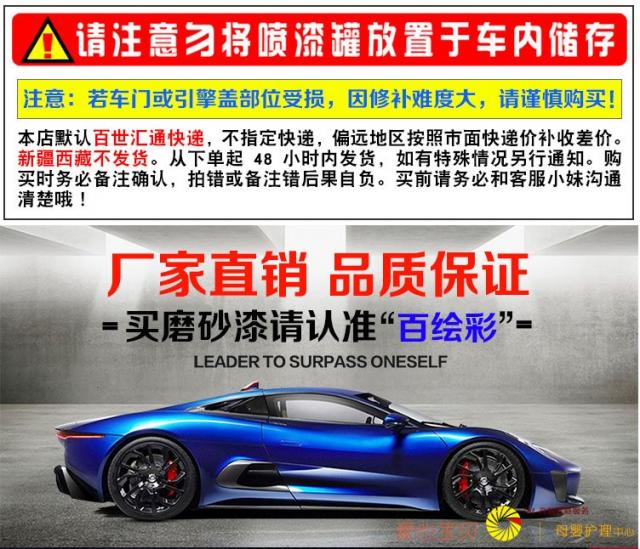 请注意勿将喷漆罐放置于车内储存
注意：若车门或引擎盖部位受损，因修补难度大，请谨慎购买！
本店默认百世汇通快递，不指定快递，偏远地区按照市面快递价补收差价。
新疆西藏不发货。从下单起 48 小时内发货，如有特殊情况另行通知。购
买时务必备注确认，拍错或备注错后果自负。买前请务必和客服小妹沟通
清楚哦！
厂家直销 品质保证
-买磨砂漆请认准“百绘彩”-
LEADER TO SURPASS ONESELF
母婴护理中心